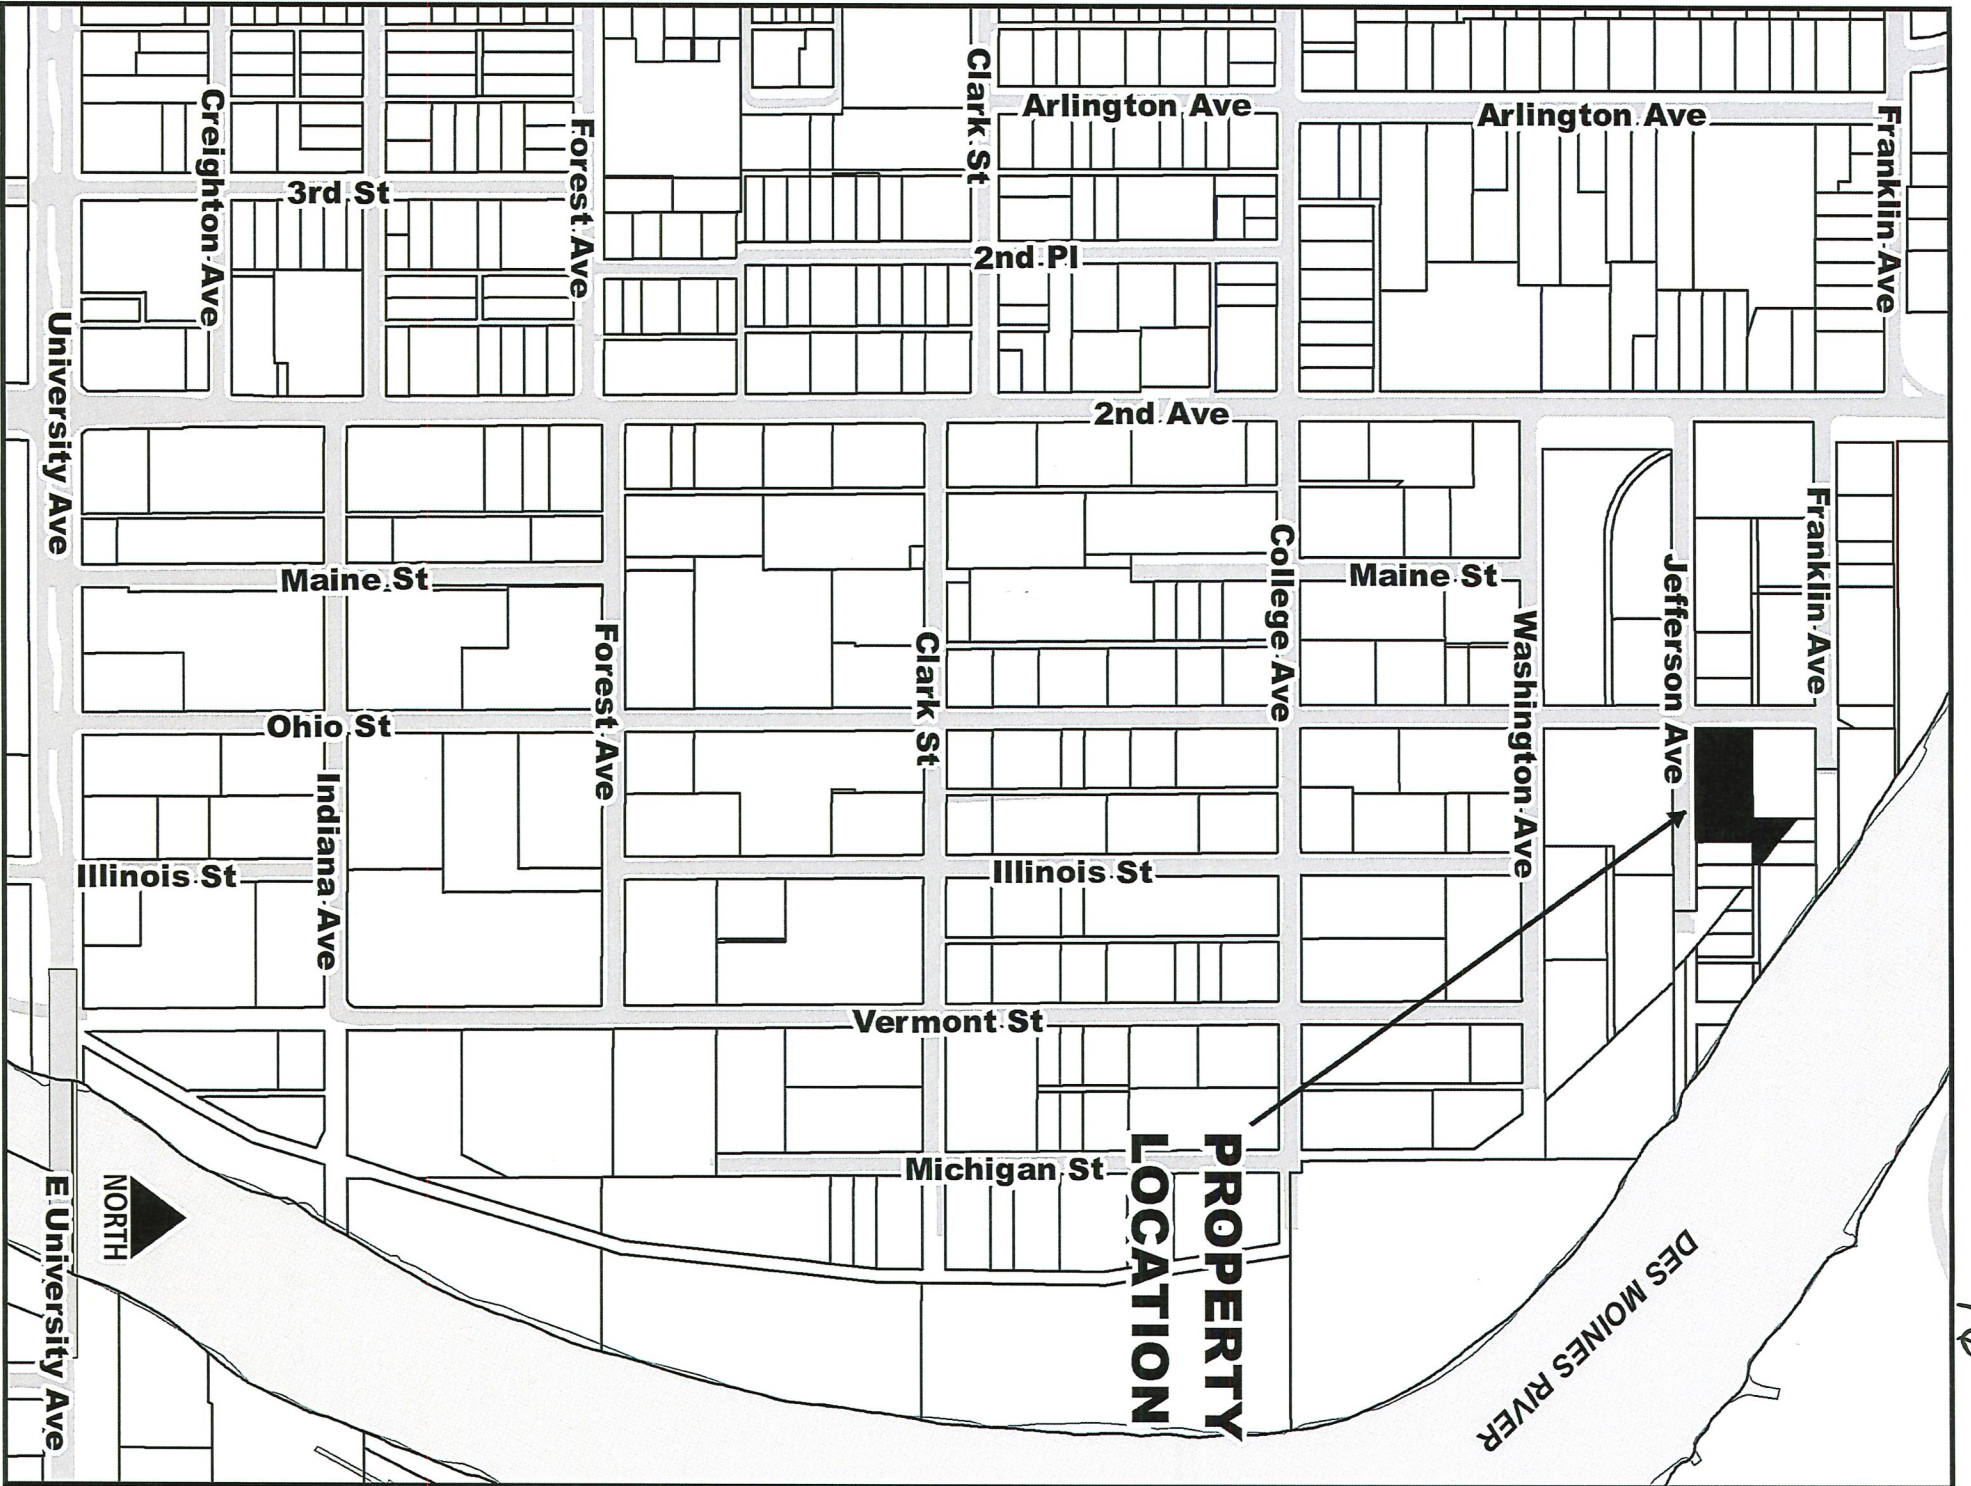 Clark St
Arlington Ave
Arlington Ave
Franklin Ave
Creighton Ave
Forest Ave
3rd St
2nd Pl
University Ave
2nd Ave
Franklin Ave
College Ave
Jefferson Ave
Maine St
Maine St
Washington Ave
Forest Ave
Clark St
Ohio St
Indiana Ave
Illinois St
Illinois St
Vermont St
PROPERTY
LOCATION
Michigan St
NORTH
E University Ave
DES MOINES RIVER